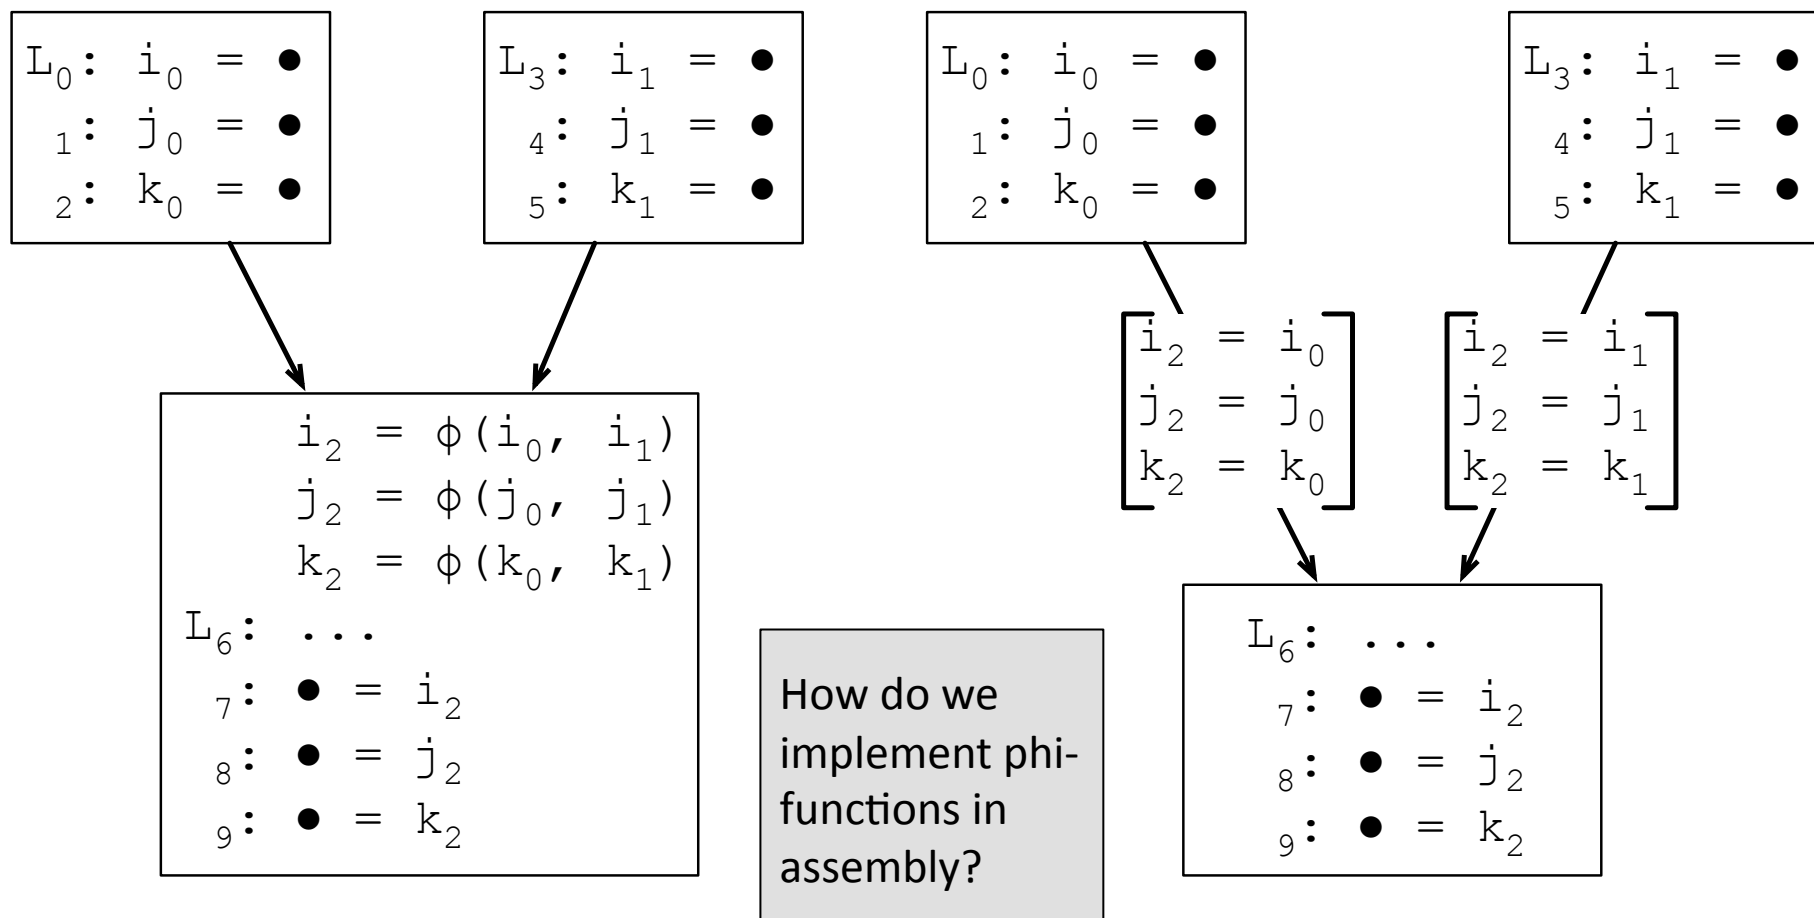 L₀: i₀ = ●
₁: j₀ = ●
₂: k₀ = ●
L₃: i₁ = ●
₄: j₁ = ●
₅: k₁ = ●
i₂ = ϕ(i₀, i₁)
j₂ = ϕ(j₀, j₁)
k₂ = ϕ(k₀, k₁)
L₆: ...
₇: ● = i₂
₈: ● = j₂
₉: ● = k₂
How do we
implement phi-
functions in
assembly?
L₀: i₀ = ●
₁: j₀ = ●
₂: k₀ = ●
L₃: i₁ = ●
₄: j₁ = ●
₅: k₁ = ●
i₂ = i₀
j₂ = j₀
k₂ = k₀
i₂ = i₁
j₂ = j₁
k₂ = k₁
L₆: ...
₇: ● = i₂
₈: ● = j₂
₉: ● = k₂